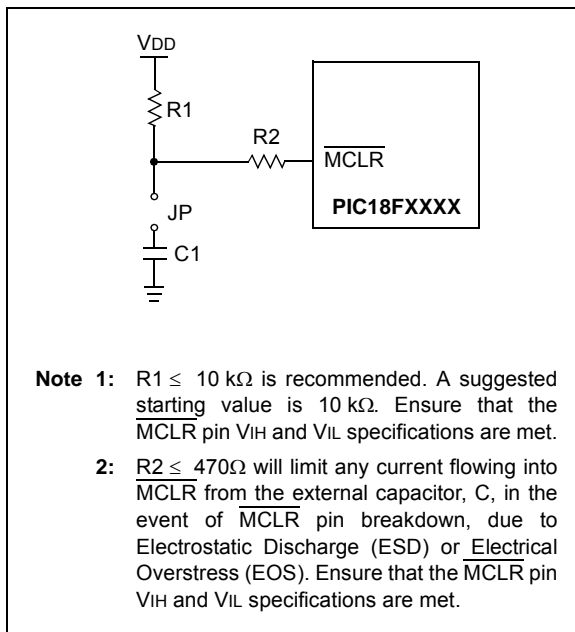 VDD
R1
R2
MCLR
PIC18FXXXX
JP
C1
Note 1: R1 ≤ 10 kΩ is recommended. A suggested
starting value is 10 kΩ. Ensure that the
MCLR pin VIH and VIL specifications are met.
2: R2 ≤ 470Ω will limit any current flowing into
MCLR from the external capacitor, C, in the
event of MCLR pin breakdown, due to
Electrostatic Discharge (ESD) or Electrical
Overstress (EOS). Ensure that the MCLR pin
VIH and VIL specifications are met.